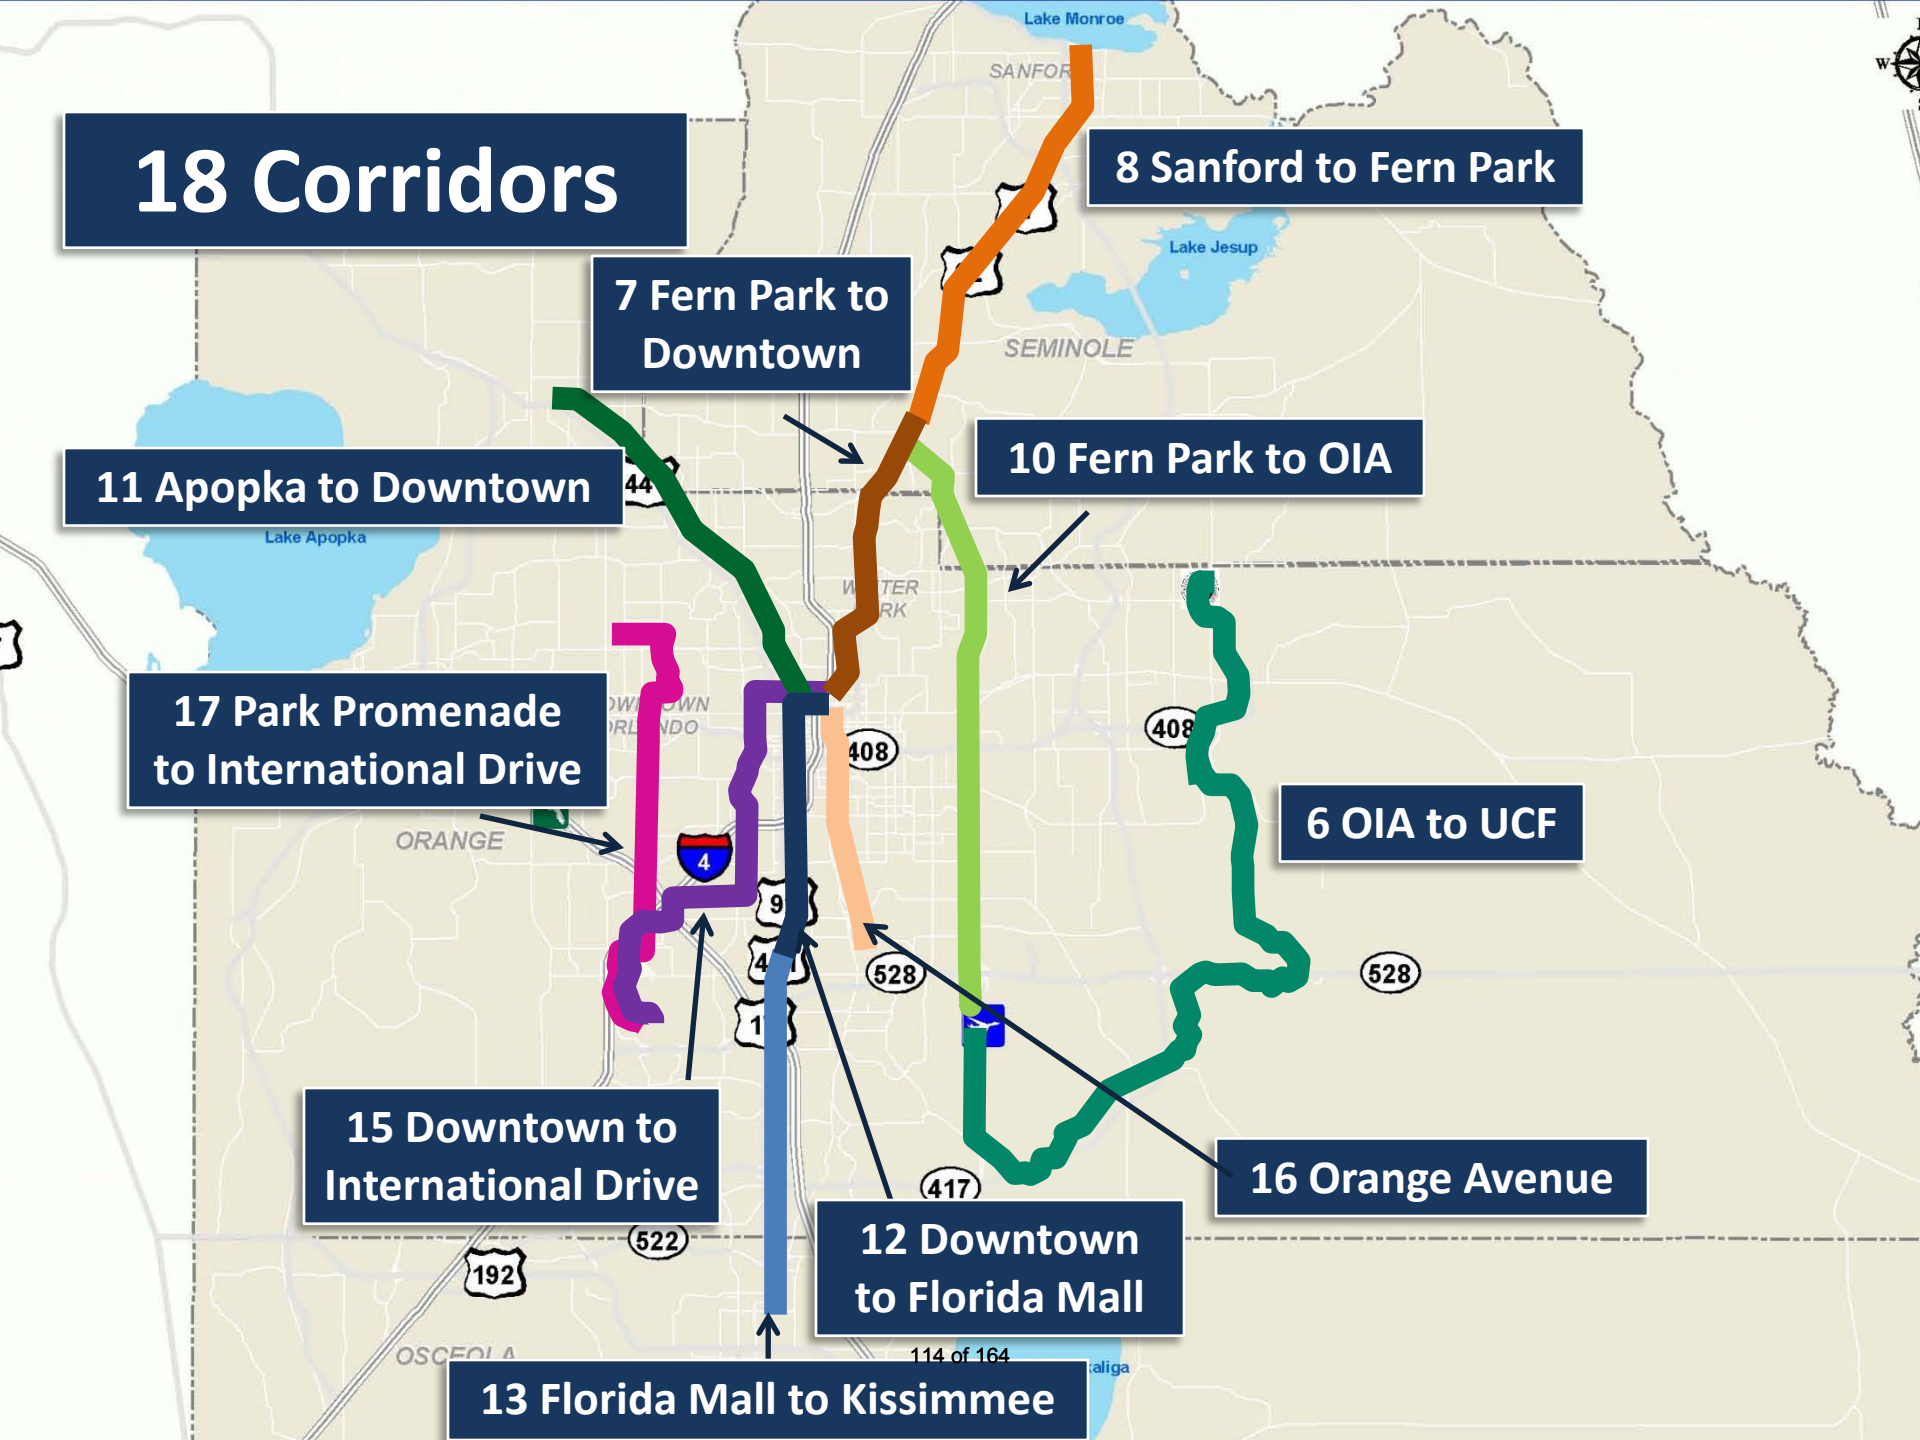 Lake Monroe
SANFOR
W
18 Corridors
8 Sanford to Fern Park
Lake Jesup
7 Fern Park to
Downtown
SEMINOLE
10 Fern Park to OIA
11 Apopka to Downtown
44
Lake Apopka
17 Park Promenade
to International Drive
408
408
ORANGE
4
6 OIA to UCF
528
528
15 Downtown to
International Drive
417
16 Orange Avenue
522
192
12 Downtown
to Florida Mall
OSCEOLA
114 of 164
kaliga
13 Florida Mall to Kissimmee